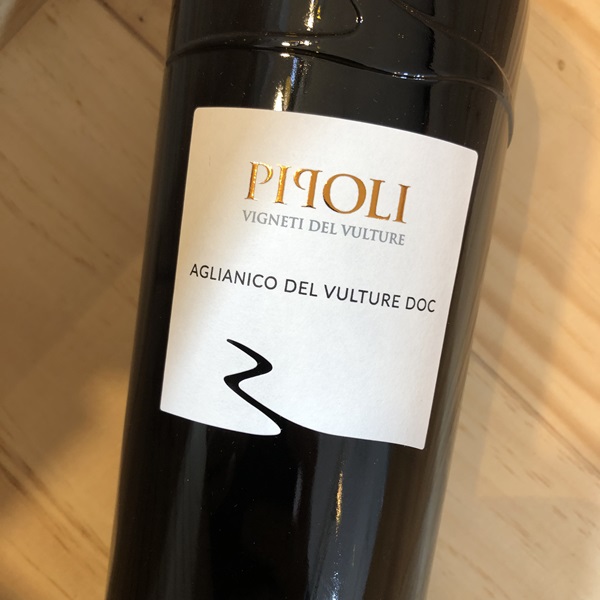 PIPOLI
VIGNETI DEL VULTURE
AGLIANICO DEL VULTURE DOC